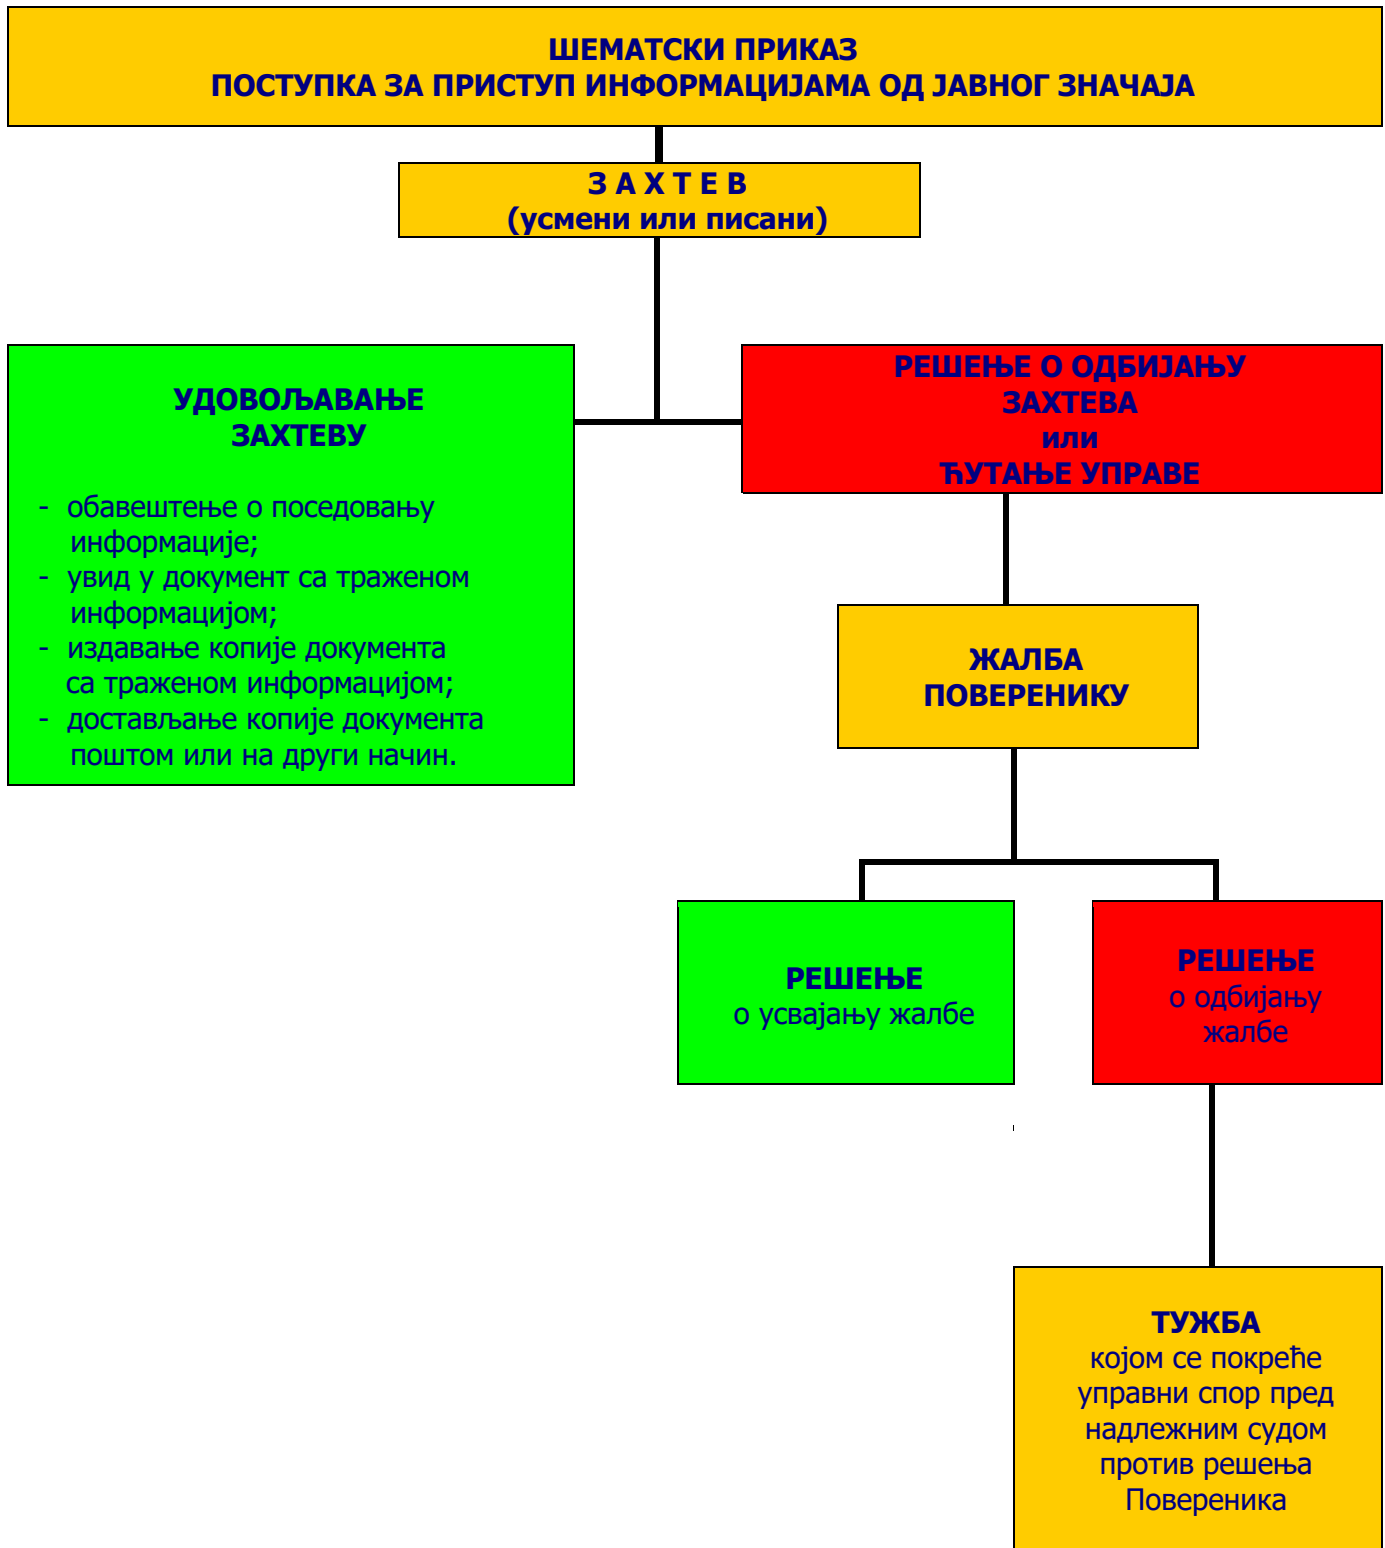 ШЕМАТСКИ ПРИКАЗ
ПОСТУПКА ЗА ПРИСТУП ИНФОРМАЦИЈАМА ОД ЈАВНОГ ЗНАЧАЈА
З А Х Т Е В
(усмени или писани)
УДОВОЉАВАЊЕ
ЗАХТЕВУ
- обавештење о поседовању
информације;
- увид у документ са траженом
информацијом;
- издавање копије документа
са траженом информацијом;
- достављање копије документа
поштом или на други начин.
РЕШЕЊЕ О ОДБИЈАЊУ
ЗАХТЕВА
или
ЋУТАЊЕ УПРАВЕ
ЖАЛБА
ПОВЕРЕНИКУ
РЕШЕЊЕ
о усвајању жалбе
РЕШЕЊЕ
о одбијању
жалбе
ТУЖБА
којом се покреће
управни спор пред
надлежним судом
против решења
Повереника